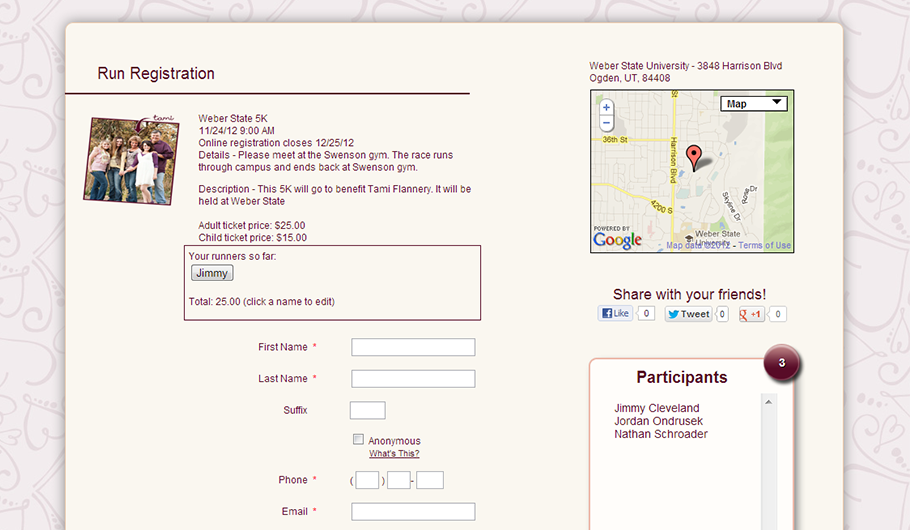 Run Registration
tami
Weber State 5K
11/24/12 9:00 AM
Online registration closes 12/25/12
Details - Please meet at the Swenson gym. The race runs
through campus and ends back at Swenson gym.
Description - This 5K will go to benefit Tami Flannery. It will be
held at Weber State
Adult ticket price: $25.00
Child ticket price: $15.00
Your runners so far:
Jimmy
Total: 25.00 (click a name to edit)
First Name *
Last Name *
Suffix
Anonymous
What's This?
Phone * ( ) -
Email *
Weber State University - 3848 Harrison Blvd
Ogden, UT, 84408
+
Map
−
36th St
Harrison Blvd
St
4200 S
Skyline Dr
Rose Dr
Weber State
University
POWERED BY
Google
Map data ©2012 - Terms of Use
Share with your friends!
Like 0 Tweet 0 g +1 0
3
Participants
Jimmy Cleveland
Jordan Ondrusek
Nathan Schroader